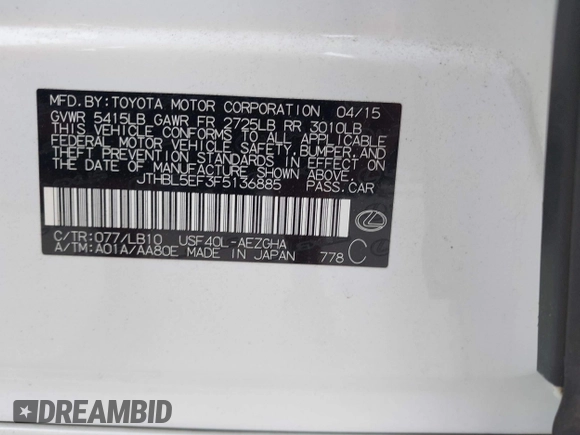 MFD.BY:TOYOTA MOTOR CORPORATION 04/15
GVWR 5415LB GAWR FR 2725LB RR 3010LB
THIS VEHICLE CONFORMS TO ALL APPLICABLE
FEDERAL MOTOR VEHICLE SAFETY,BUMPER,AND
THEFT PREVENTION STANDARDS IN EFFECT ON
THE DATE OF MANUFACTURE SHOWN ABOVE.
JTHBL5EF3F5136885 PASS.CAR
C/TR:077/LB10 USF40L-AEZGHA
A/TM:A01A/AA80E MADE IN JAPAN 778 C
#DREAMBID